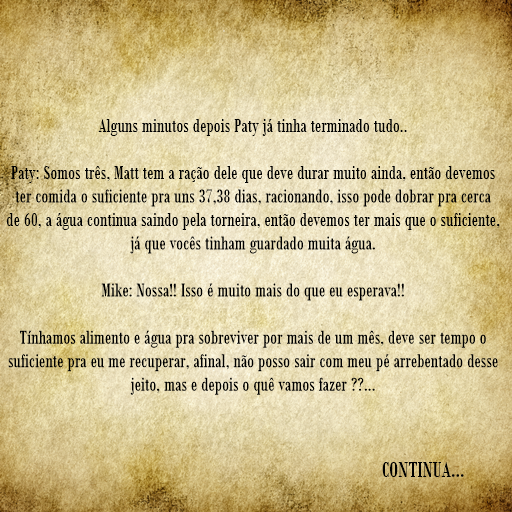 Alguns minutos depois Paty já tinha terminado tudo..
Paty: Somos três, Matt tem a ração dele que deve durar muito ainda, então devemos
ter comida o suficiente pra uns 37,38 dias, racionando, isso pode dobrar pra cerca
de 60, a água continua saindo pela torneira, então devemos ter mais que o suficiente,
já que vocês tinham guardado muita água.
Mike: Nossa!! Isso é muito mais do que eu esperava!!
Tínhamos alimento e água pra sobreviver por mais de um mês, deve ser tempo o
suficiente pra eu me recuperar, afinal, não posso sair com meu pé arrebentado desse
jeito, mas e depois o quê vamos fazer ??...
CONTINUA...